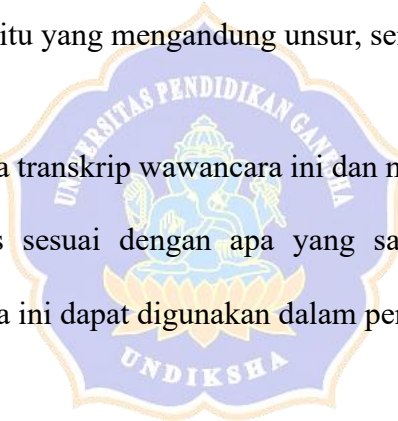 itu yang mengandung unsur, se
a transkrip wawancara ini dan
s sesuai dengan apa yang sa
a ini dapat digunakan dalam pe
UNIVERSITAS PENDIDIKAN GANESHA
UNDIKSHA